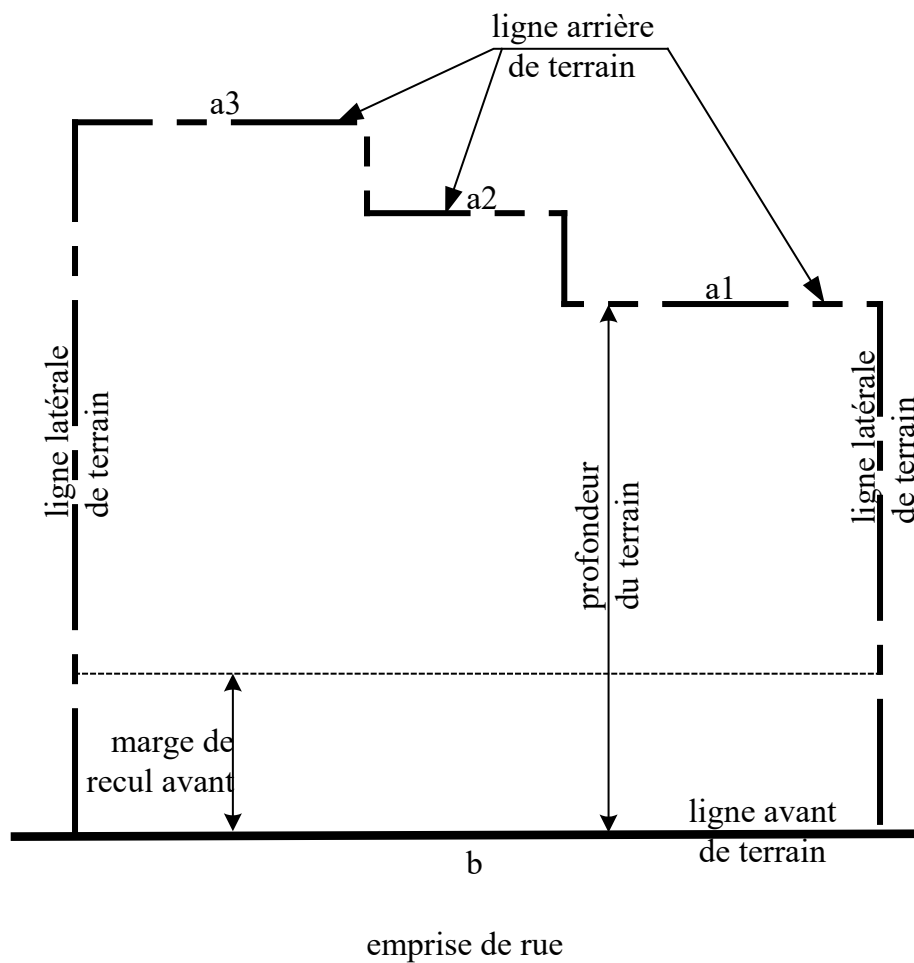 ligne arrière
de terrain
a3
a2
a1
ligne latérale
de terrain
profondeur
du terrain
ligne latérale
de terrain
marge de
recul avant
ligne avant
de terrain
b
emprise de rue